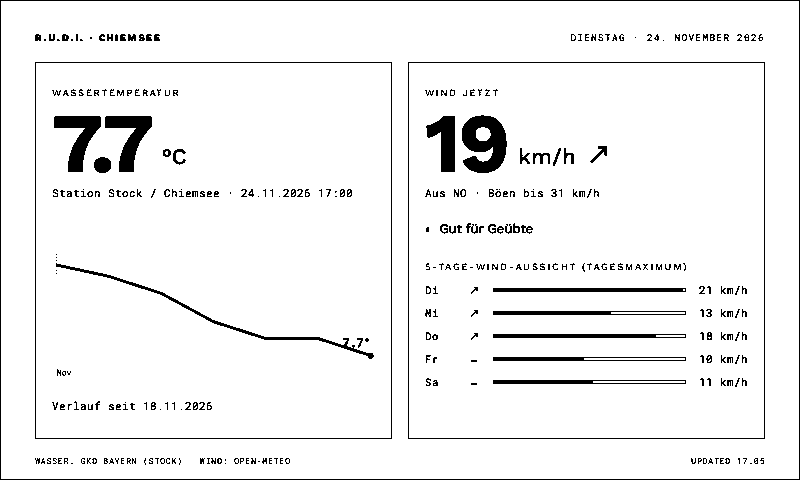 R.U.D.I. · CHIEMSEE
DIENSTAG · 24. NOVEMBER 2026
WASSERTEMPERATUR
7.7 °C
Station Stock / Chiemsee · 24.11.2026 17:00
7.7°
Nov
Verlauf seit 18.11.2026
WIND JETZT
19 km/h ↗
Aus NO · Böen bis 31 km/h
Gut für Geübte
5-TAGE-WIND-AUSSICHT (TAGESMAXIMUM)
Di ↗ 21 km/h
Mi ↗ 13 km/h
Do ↗ 18 km/h
Fr – 10 km/h
Sa – 11 km/h
WASSER: GKD BAYERN (STOCK) WIND: OPEN-METEO
UPDATED 17:05